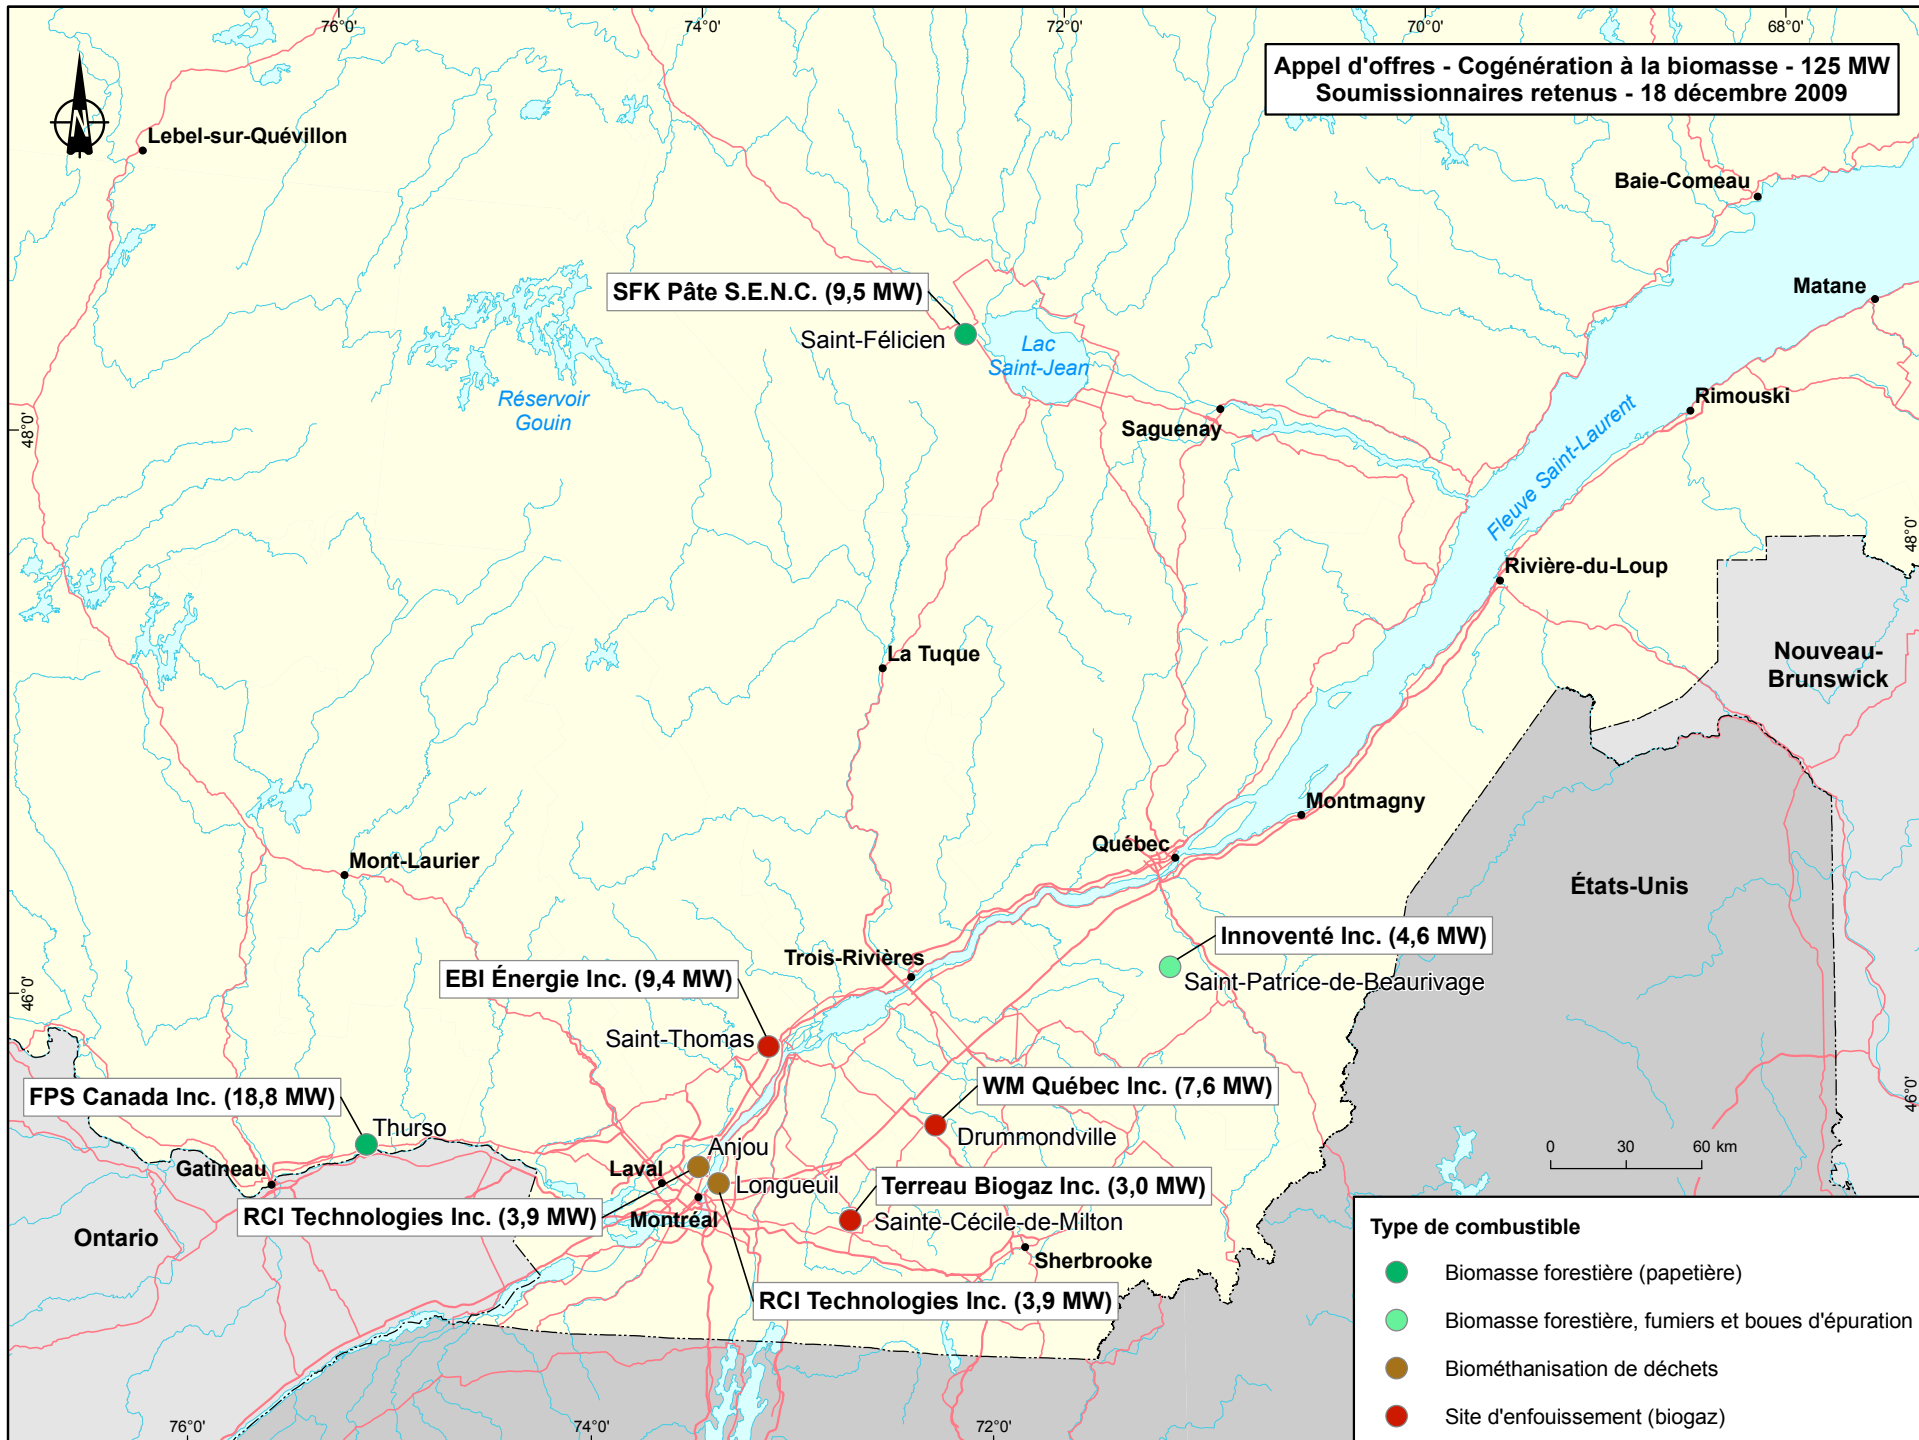 76°0'
74°0'
72°0'
70°0'
68°0'
Appel d'offres - Cogénération à la biomasse - 125 MW
Soumissionnaires retenus - 18 décembre 2009
N
Lebel-sur-Quévillon
Baie-Comeau
Matane
SFK Pâte S.E.N.C. (9,5 MW)
Saint-Félicien
Lac
Saint-Jean
Réservoir
Gouin
Rimouski
Saguenay
Fleuve Saint-Laurent
48°0'
48°0'
Rivière-du-Loup
La Tuque
Nouveau-
Brunswick
Montmagny
Québec
Mont-Laurier
États-Unis
Innoventé Inc. (4,6 MW)
Trois-Rivières
EBI Énergie Inc. (9,4 MW)
Saint-Patrice-de-Beaurivage
46°0'
Saint-Thomas
WM Québec Inc. (7,6 MW)
FPS Canada Inc. (18,8 MW)
46°0'
Thurso
Drummondville
Anjou
0 30 60 km
Gatineau
Laval
Longueuil
Terreau Biogaz Inc. (3,0 MW)
RCI Technologies Inc. (3,9 MW)
Montréal
Sainte-Cécile-de-Milton
Ontario
Sherbrooke
RCI Technologies Inc. (3,9 MW)
Type de combustible
Biomasse forestière (papetière)
Biomasse forestière, fumiers et boues d'épuration
Biométhanisation de déchets
Site d'enfouissement (biogaz)
76°0'
74°0'
72°0'